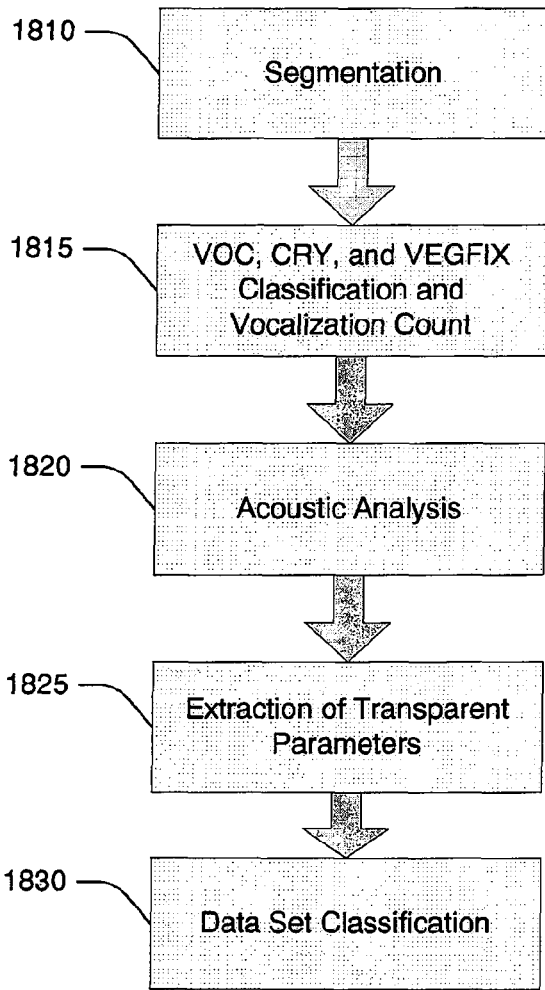 1810
Segmentation
1815
VOC, CRY, and VEGFIX
Classification and
Vocalization Count
1820
Acoustic Analysis
1825
Extraction of Transparent
Parameters
1830
Data Set Classification